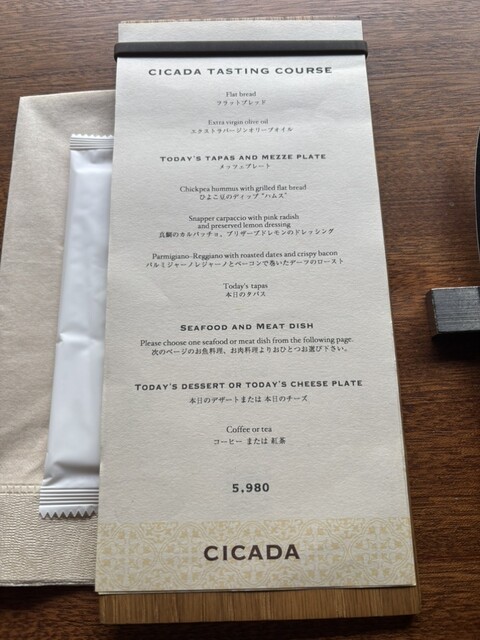 CICADA TASTING COURSE
Flat bread
フラットブレッド
Extra virgin olive oil
エクストラバージンオリーブオイル
TODAY'S TAPAS AND MEZZE PLATE
メッツェプレート
Chickpea hummus with grilled flat bread
ひよこ豆のディップ "ハムス"
Snapper carpaccio with pink radish
and preserved lemon dressing
真鯛のカルパッチョ、プリザーブドレモンのドレッシング
Parmigiano-Reggiano with roasted dates and crispy bacon
パルミジャーノレジャーノとベーコンで巻いたデーツのロースト
Today's tapas
本日のタパス
SEAFOOD AND MEAT DISH
Please choose one seafood or meat dish from the following page.
次のページのお魚料理、お肉料理よりおひとつお選び下さい。
TODAY'S DESSERT OR TODAY'S CHEESE PLATE
本日のデザートまたは 本日のチーズ
Coffee or tea
コーヒー または 紅茶
5,980
CICADA